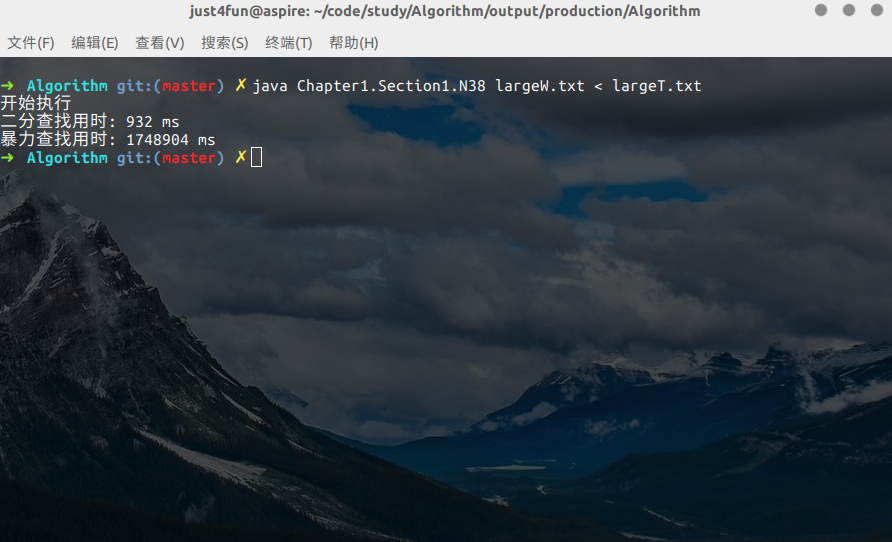 just4fun@aspire: ~/code/study/Algorithm/output/production/Algorithm
文件(F) 编辑(E) 查看(V) 搜索(S) 终端(T) 帮助(H)
➜ Algorithm git:(master) ✗ java Chapter1.Section1.N38 largeW.txt < largeT.txt
开始执行
二分查找用时: 932 ms
暴力查找用时: 1748904 ms
➜ Algorithm git:(master) ✗